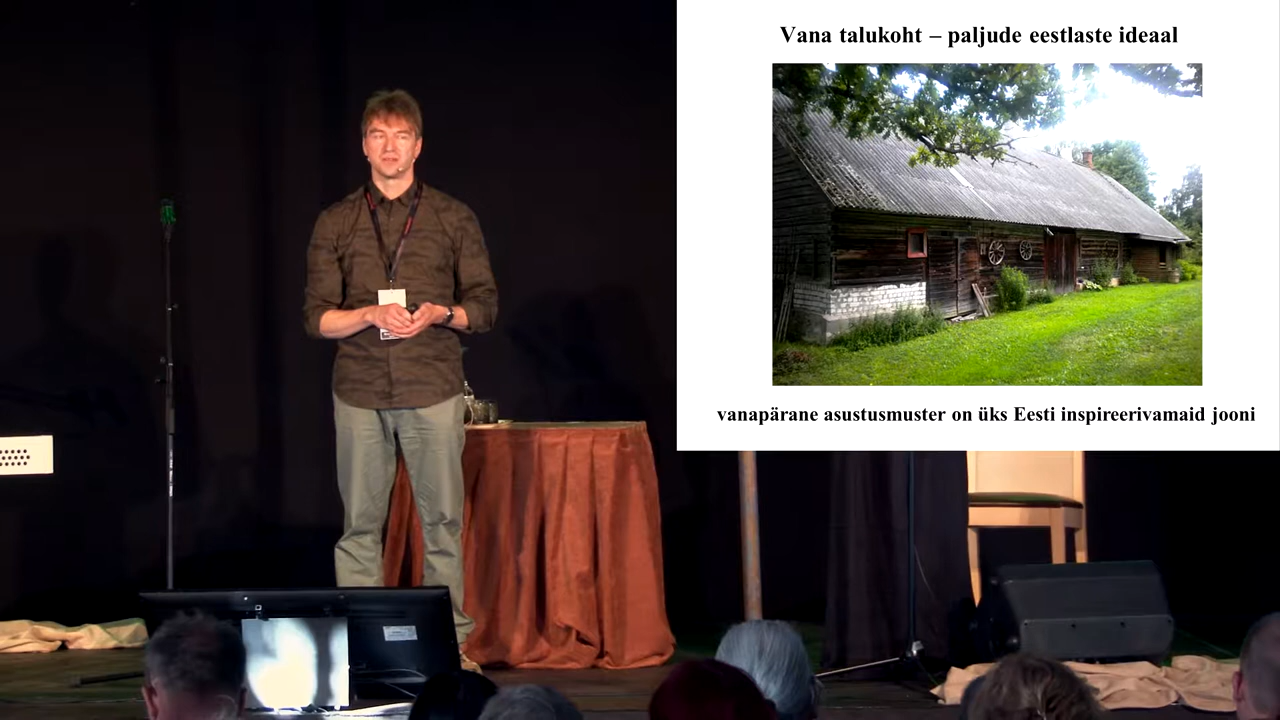 Vana talukoht – paljude eestlaste ideaal
vanapärane asustusmuster on üks Eesti inspireerivamaid jooni